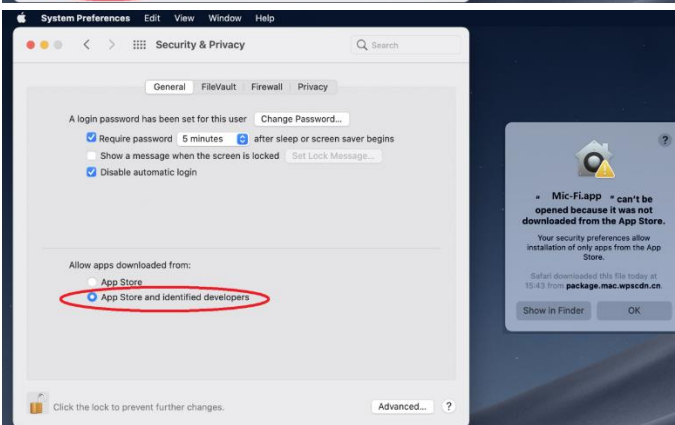 System Preferences Edit View Window Help
Security & Privacy
Search
General FileVault Firewall Privacy
A login password has been set for this user Change Password...
Require password 5 minutes after sleep or screen saver begins
Show a message when the screen is locked Set Lock Message...
Disable automatic login
Allow apps downloaded from:
App Store
App Store and identified developers
Click the lock to prevent further changes.
Advanced... ?
?
" Mic-Fi.app " can't be
opened because it was not
downloaded from the App Store.
Your security preferences allow
installation of only apps from the App
Store.
Safari downloaded this file today at
15:43 from package.mac.wpscdn.cn.
Show in Finder OK